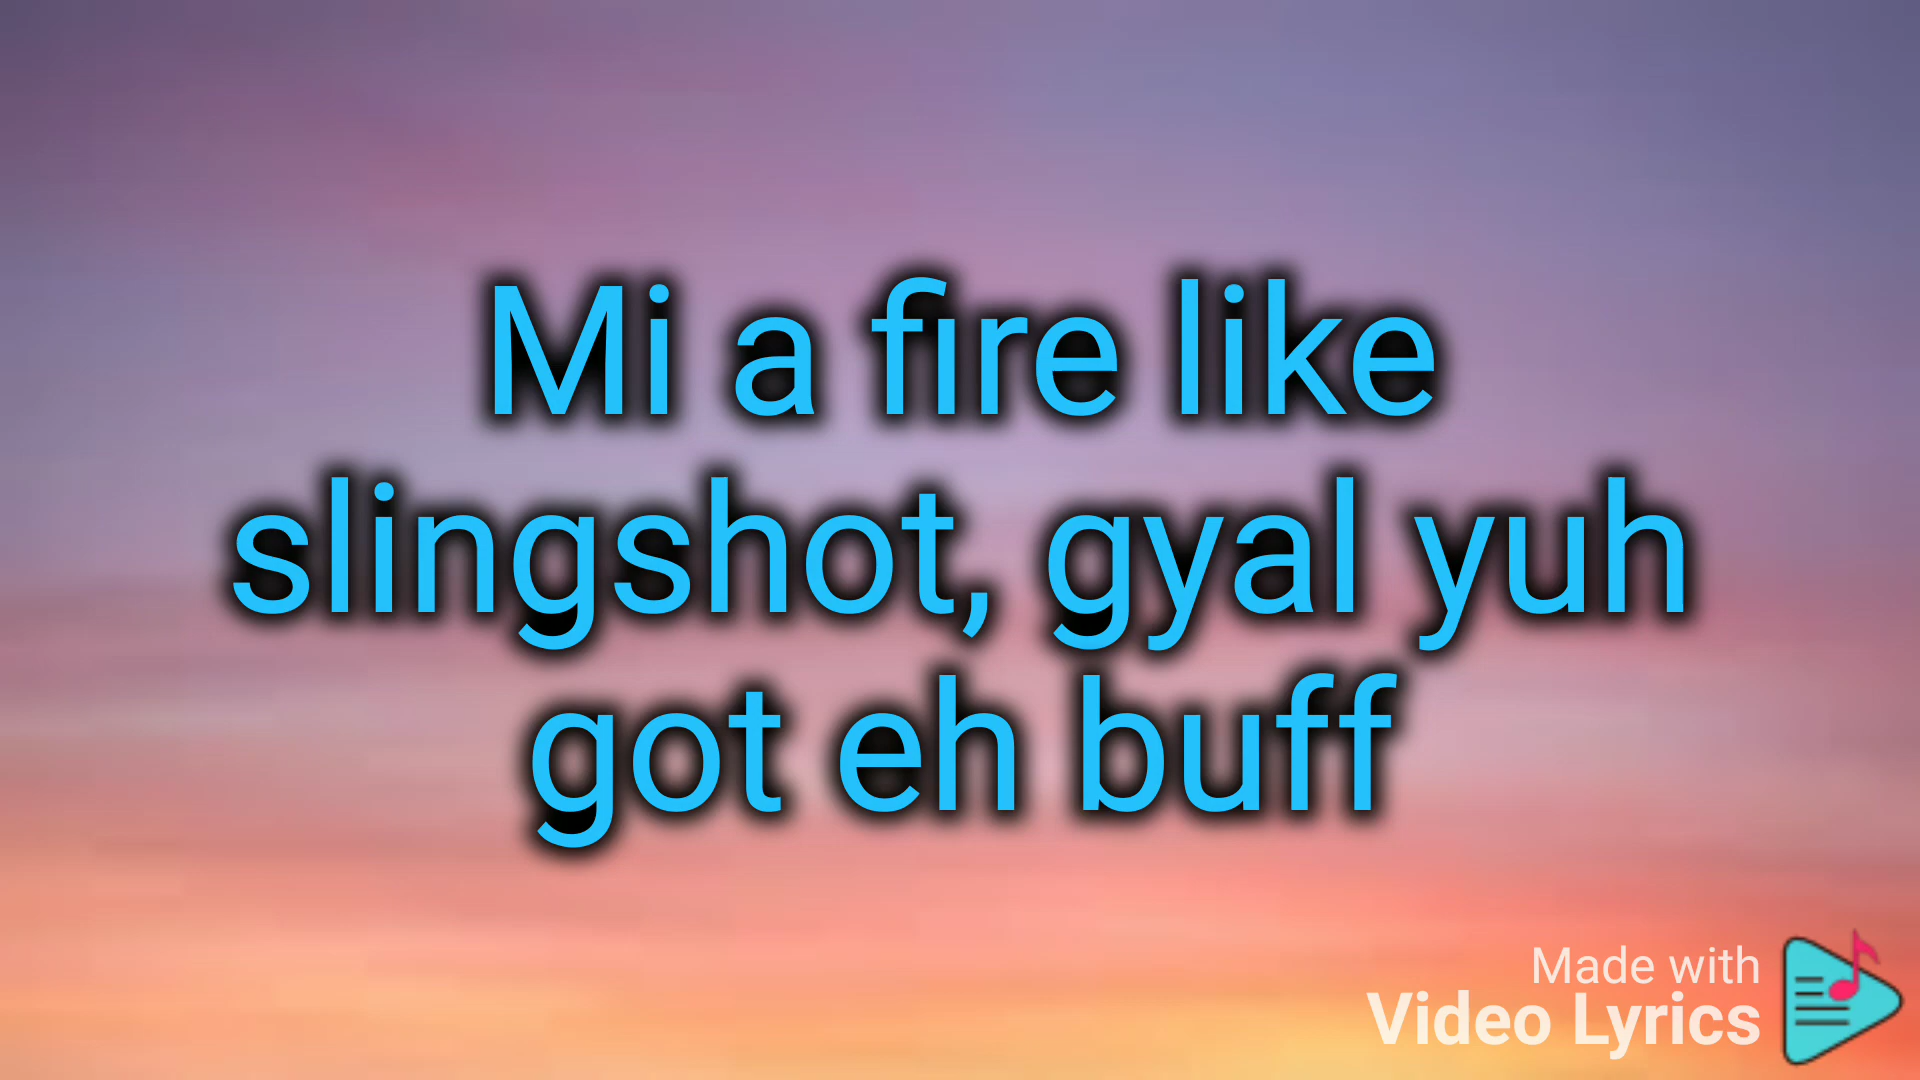 Mi a fire like
slingshot, gyal yuh
got eh buff
Made with
Video Lyrics